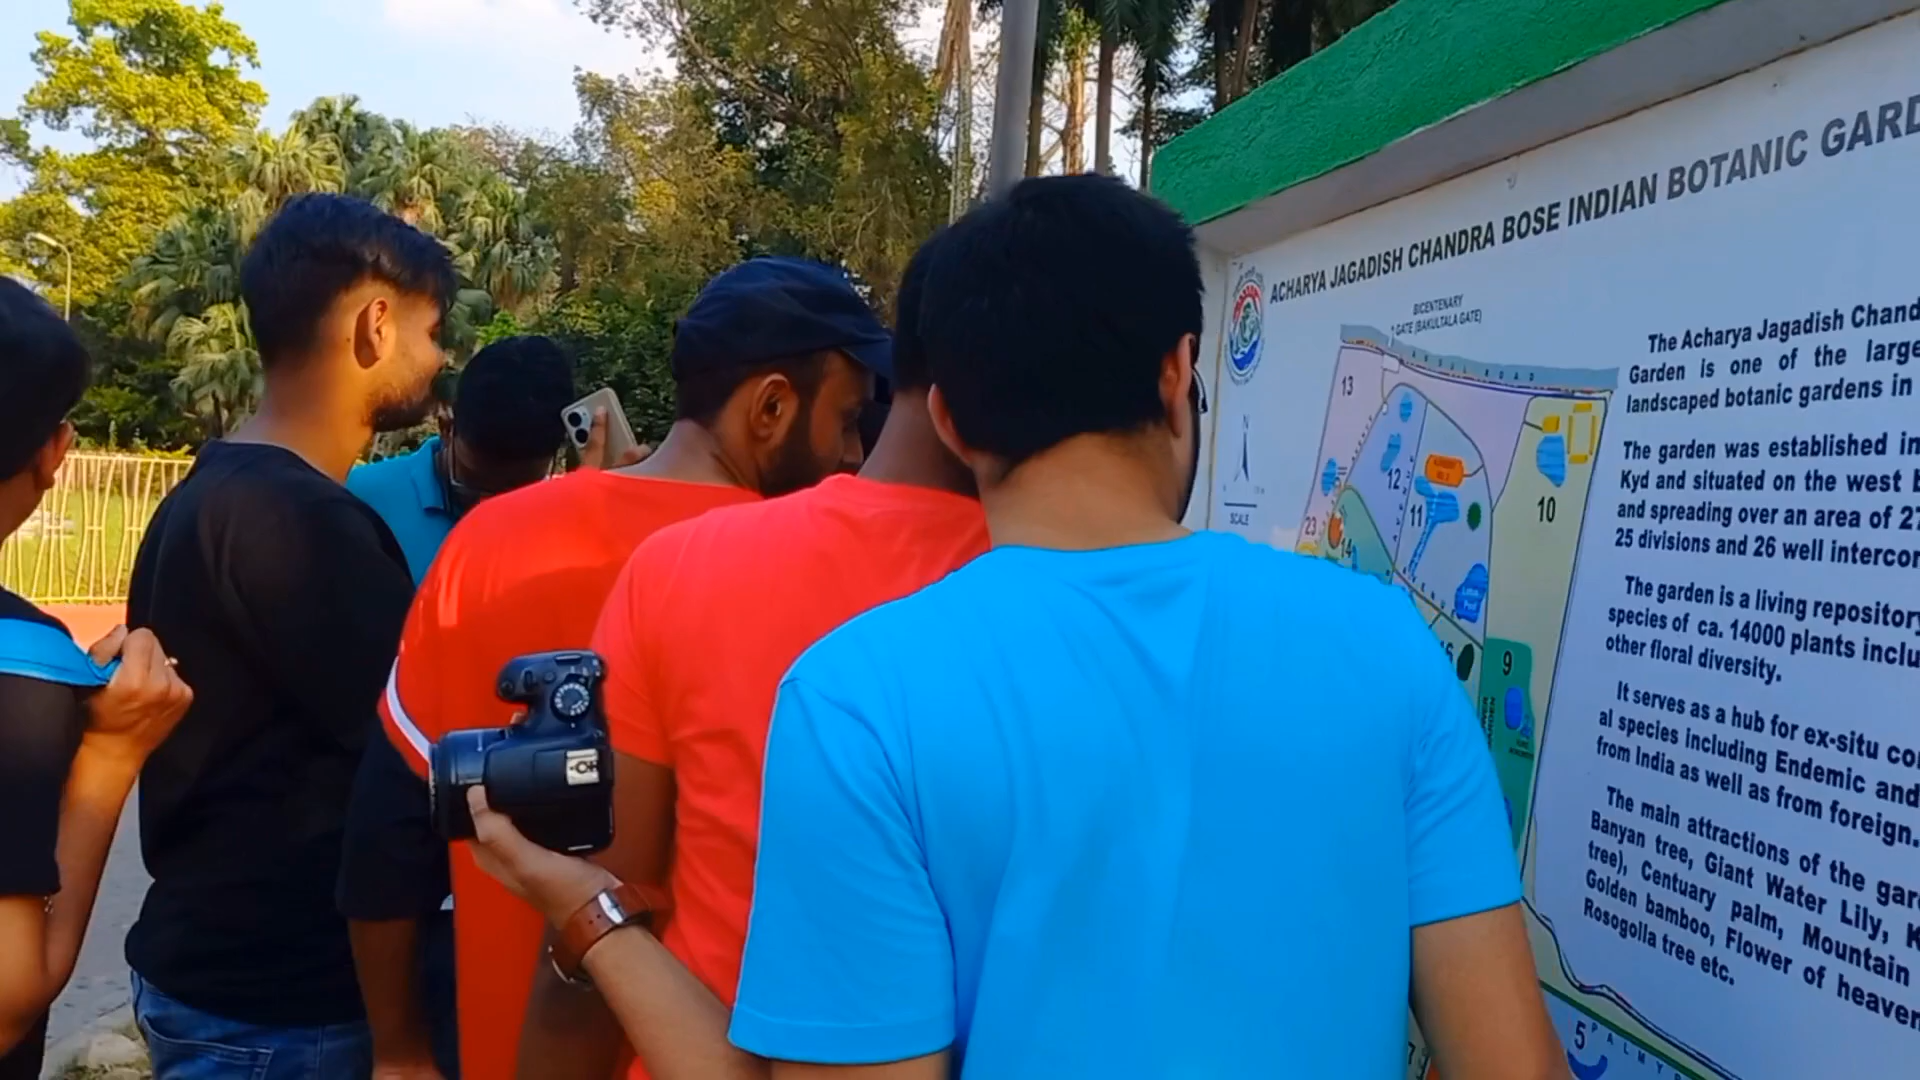 ACHARYA JAGADISH CHANDRA BOSE INDIAN BOTANIC GARD
BICENTENARY
GATE (BAKULTALA GATE)
ROAD
13
12
11
10
23
14
SCALE
N
9
5
7
The Acharya Jagadish Chand
Garden is one of the large
landscaped botanic gardens in
The garden was established in
Kyd and situated on the west b
and spreading over an area of 27
25 divisions and 26 well intercon
The garden is a living repository
species of ca. 14000 plants inclu
other floral diversity.
It serves as a hub for ex-situ co
al species including Endemic and
from India as well as from foreign.
The main attractions of the gar
Banyan tree, Giant Water Lily, K
tree), Centuary palm, Mountain
Golden bamboo, Flower of heaven
Rosogolla tree etc.